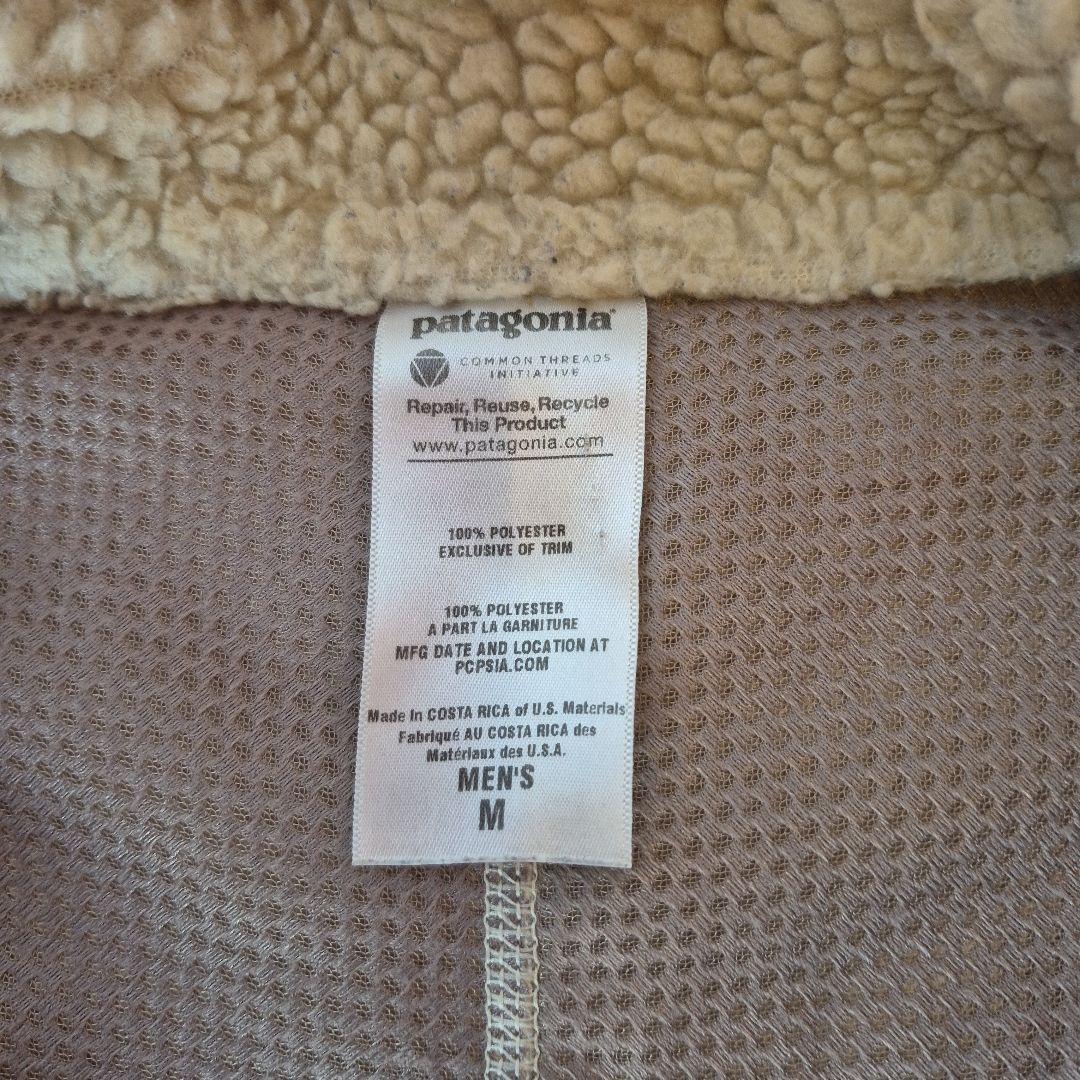 patagonia®
COMMON THREADS
INITIATIVE
Repair, Reuse, Recycle
This Product
www.patagonia.com
100% POLYESTER
EXCLUSIVE OF TRIM
100% POLYESTER
A PART LA GARNITURE
MFG DATE AND LOCATION AT
PCPSIA.COM
Made in COSTA RICA of U.S. Materials
Fabriqué AU COSTA RICA des
Matériaux des U.S.A.
MEN'S
M